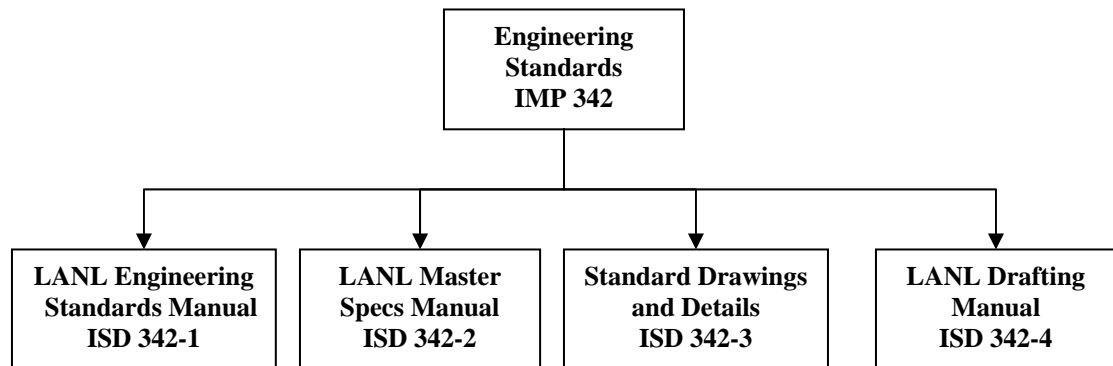 Engineering
Standards
IMP 342
LANL Engineering
Standards Manual
ISD 342-1
LANL Master
Specs Manual
ISD 342-2
Standard Drawings
and Details
ISD 342-3
LANL Drafting
Manual
ISD 342-4